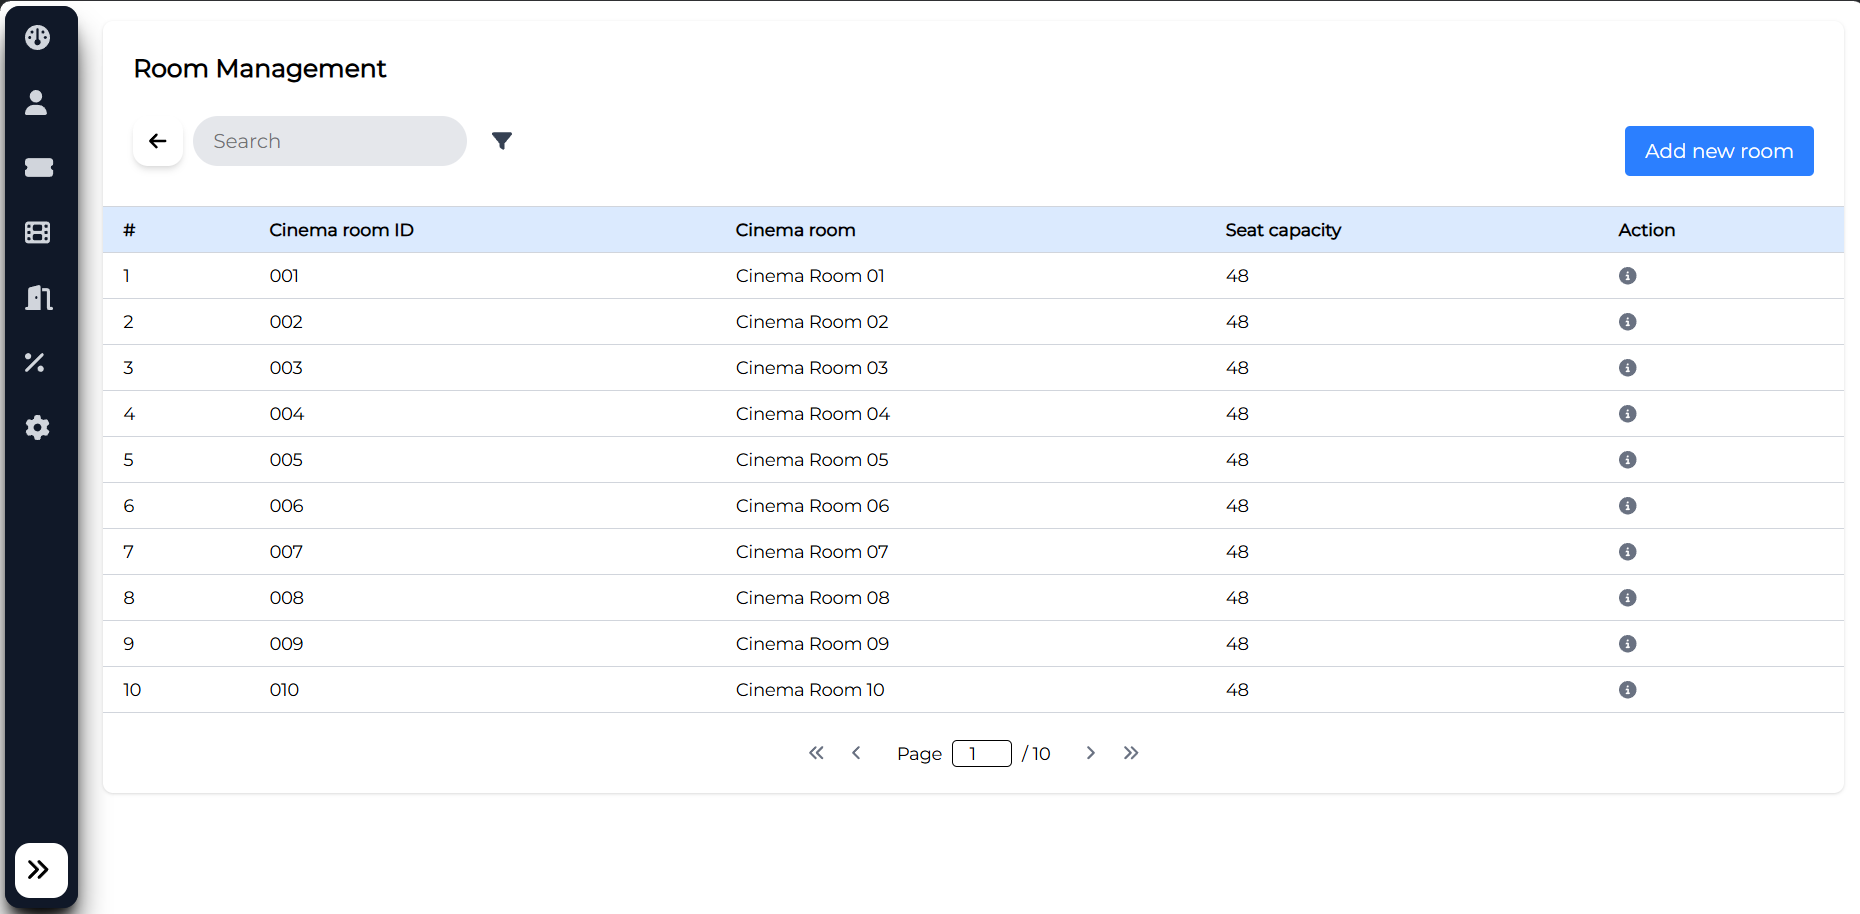 Room Management
Search
Add new room
# Cinema room ID Cinema room Seat capacity Action
1 001 Cinema Room 01 48
2 002 Cinema Room 02 48
3 003 Cinema Room 03 48
4 004 Cinema Room 04 48
5 005 Cinema Room 05 48
6 006 Cinema Room 06 48
7 007 Cinema Room 07 48
8 008 Cinema Room 08 48
9 009 Cinema Room 09 48
10 010 Cinema Room 10 48
Page 1 / 10